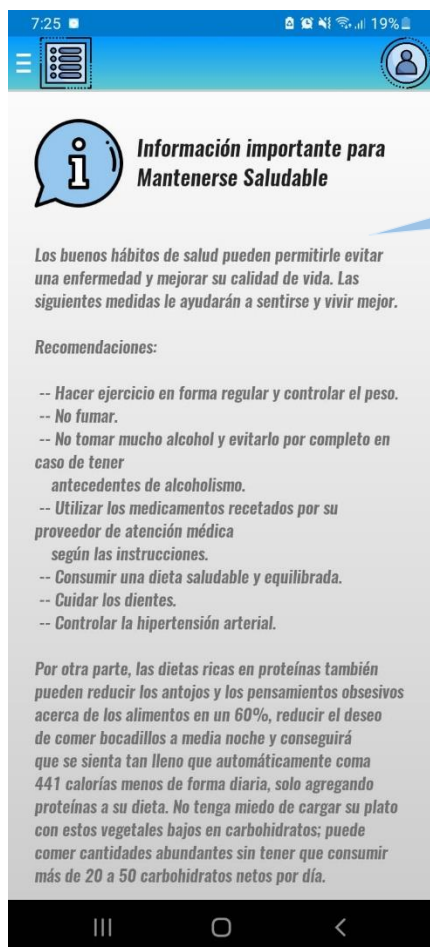 7:25
19%
Información importante para
Mantenerse Saludable
Los buenos hábitos de salud pueden permitirle evitar
una enfermedad y mejorar su calidad de vida. Las
siguientes medidas le ayudarán a sentirse y vivir mejor.
Recomendaciones:
-- Hacer ejercicio en forma regular y controlar el peso.
-- No fumar.
-- No tomar mucho alcohol y evitarlo por completo en
caso de tener
antecedentes de alcoholismo.
-- Utilizar los medicamentos recetados por su
proveedor de atención médica
según las instrucciones.
-- Consumir una dieta saludable y equilibrada.
-- Cuidar los dientes.
-- Controlar la hipertensión arterial.
Por otra parte, las dietas ricas en proteínas también
pueden reducir los antojos y los pensamientos obsesivos
acerca de los alimentos en un 60%, reducir el deseo
de comer bocadillos a media noche y conseguirá
que se sienta tan lleno que automáticamente coma
441 calorías menos de forma diaria, solo agregando
proteínas a su dieta. No tenga miedo de cargar su plato
con estos vegetales bajos en carbohidratos; puede
comer cantidades abundantes sin tener que consumir
más de 20 a 50 carbohidratos netos por día.